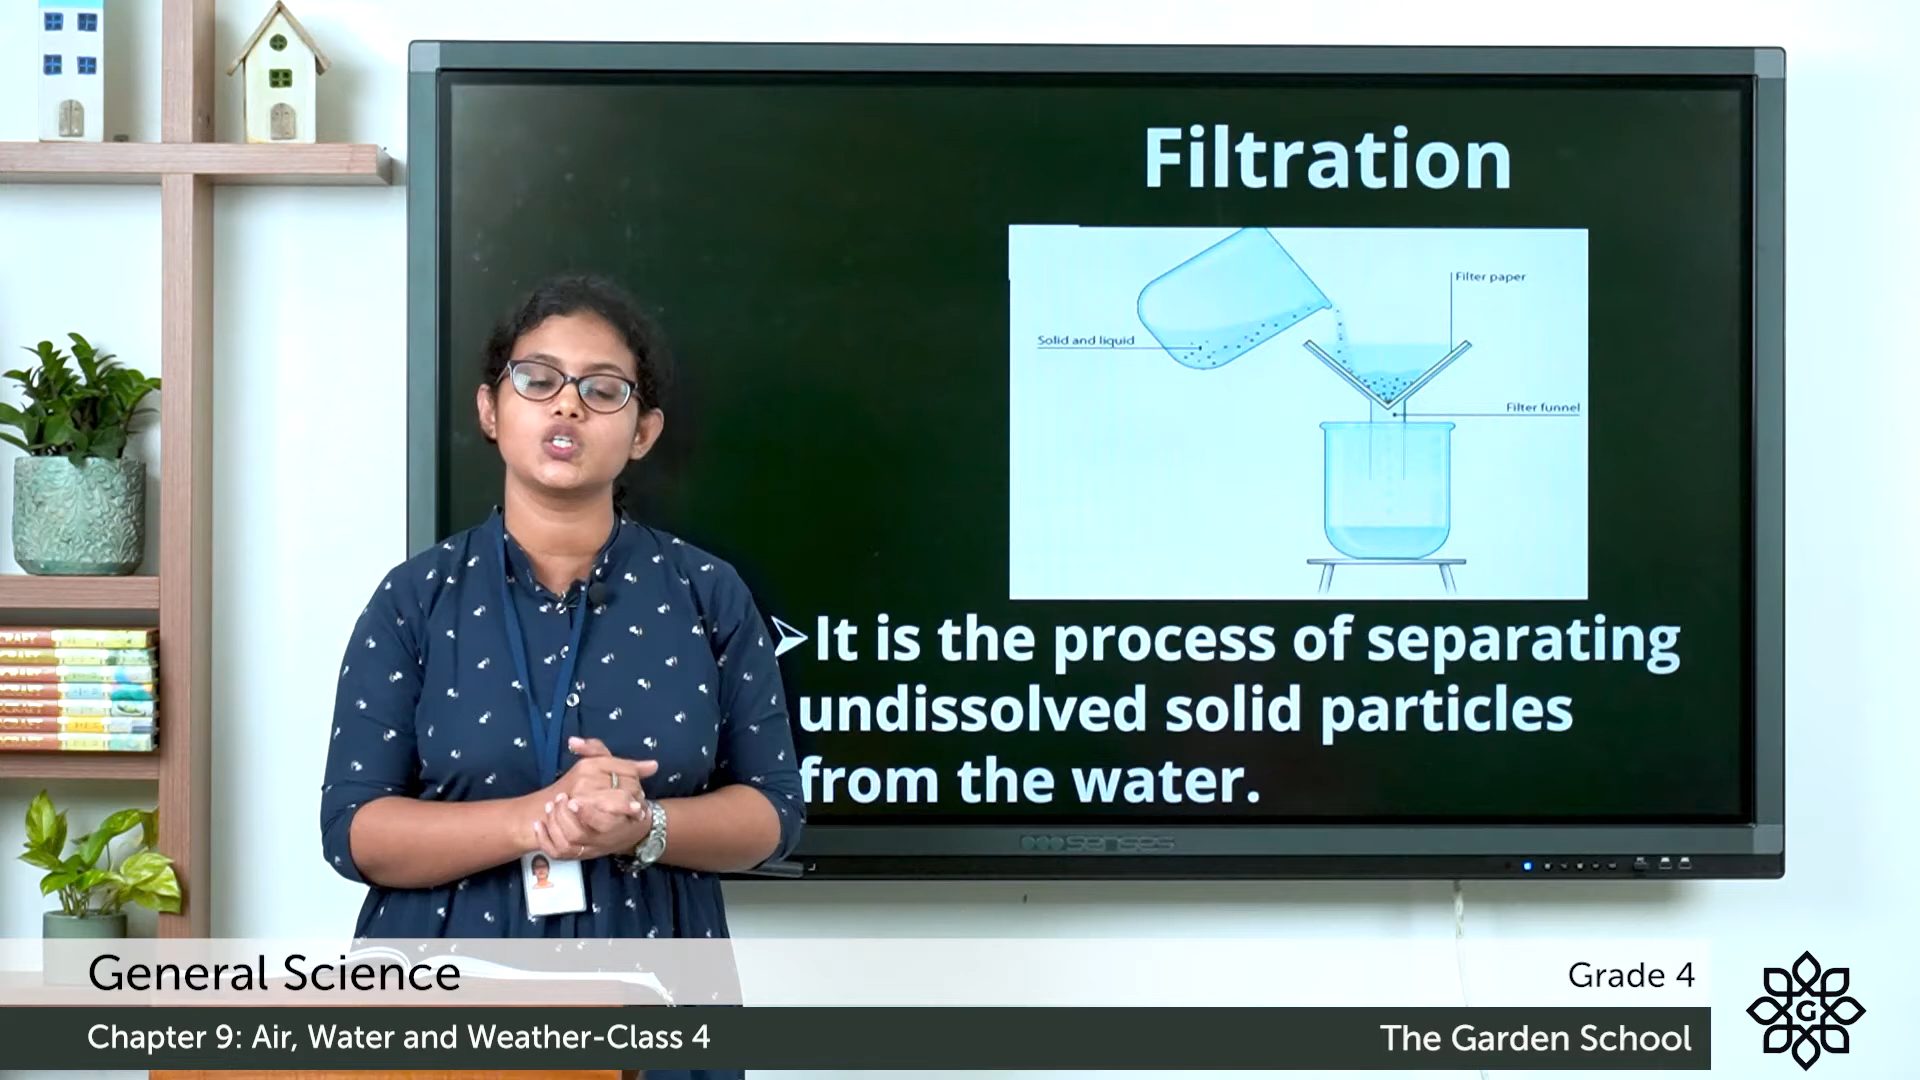 Filtration
Filter paper
Solid and liquid
Filter funnel
➢It is the process of separating
undissolved solid particles
from the water.
senses
General Science
Grade 4
Chapter 9: Air, Water and Weather-Class 4
The Garden School
G